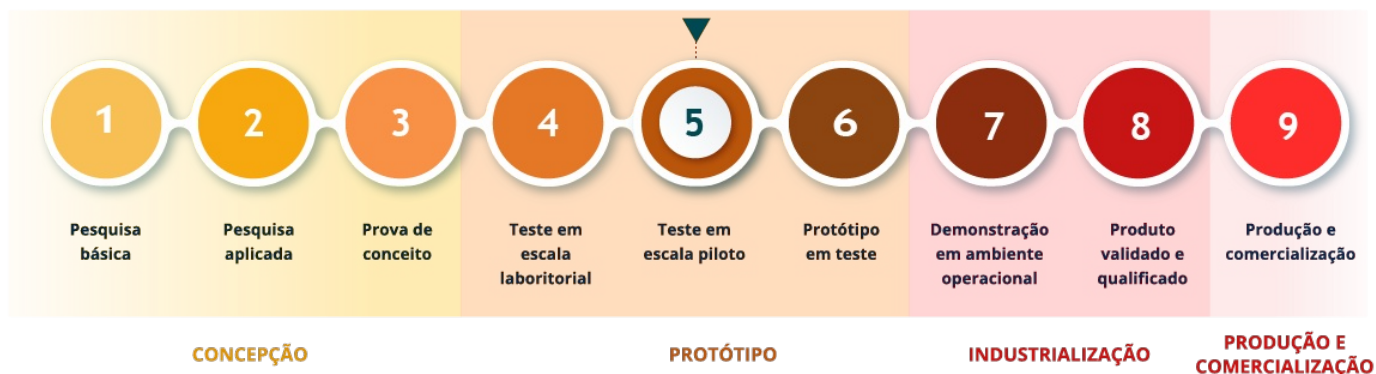 1
2
3
4
5
6
7
8
9
Pesquisa
básica
Pesquisa
aplicada
Prova de
conceito
Teste em
escala
laboritorial
Teste em
escala piloto
Protótipo
em teste
Demonstração
em ambiente
operacional
Produto
validado e
qualificado
Produção e
comercialização
CONCEPÇÃO
PROTÓTIPO
INDUSTRIALIZAÇÃO
PRODUÇÃO E
COMERCIALIZAÇÃO